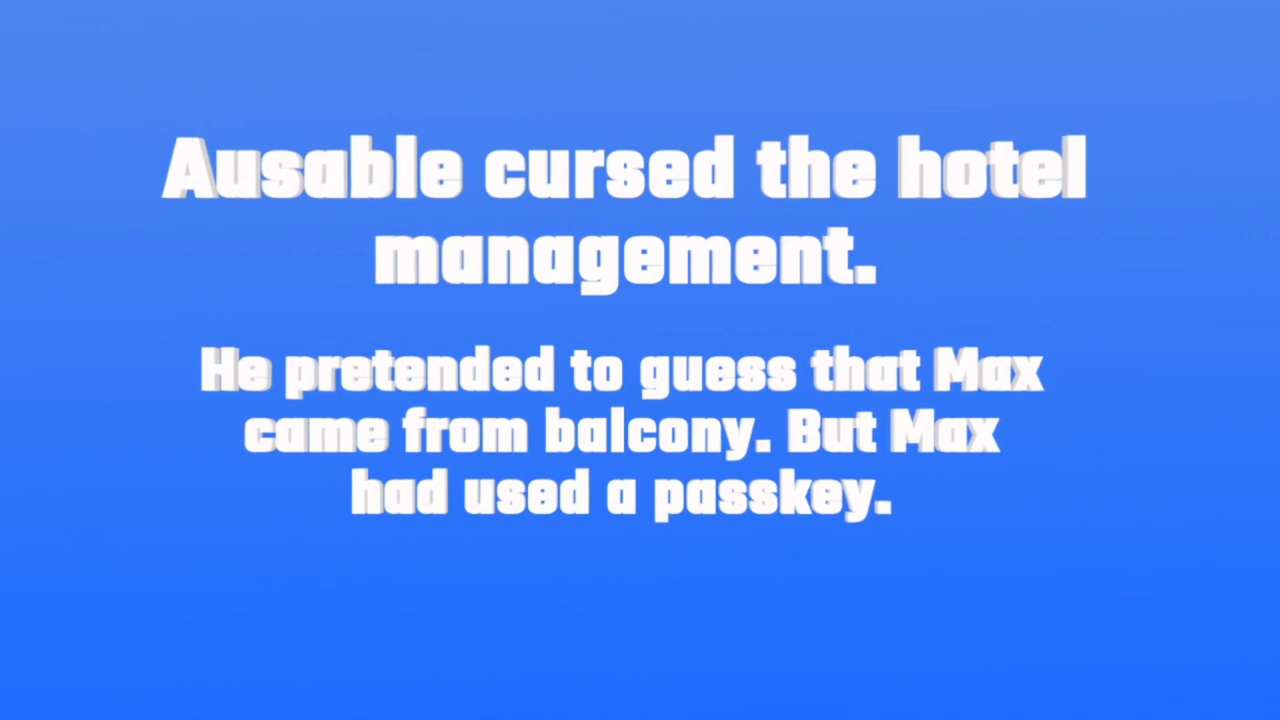 Ausable cursed the hotel
management.
He pretended to guess that Max
came from balcony. But Max
had used a passkey.